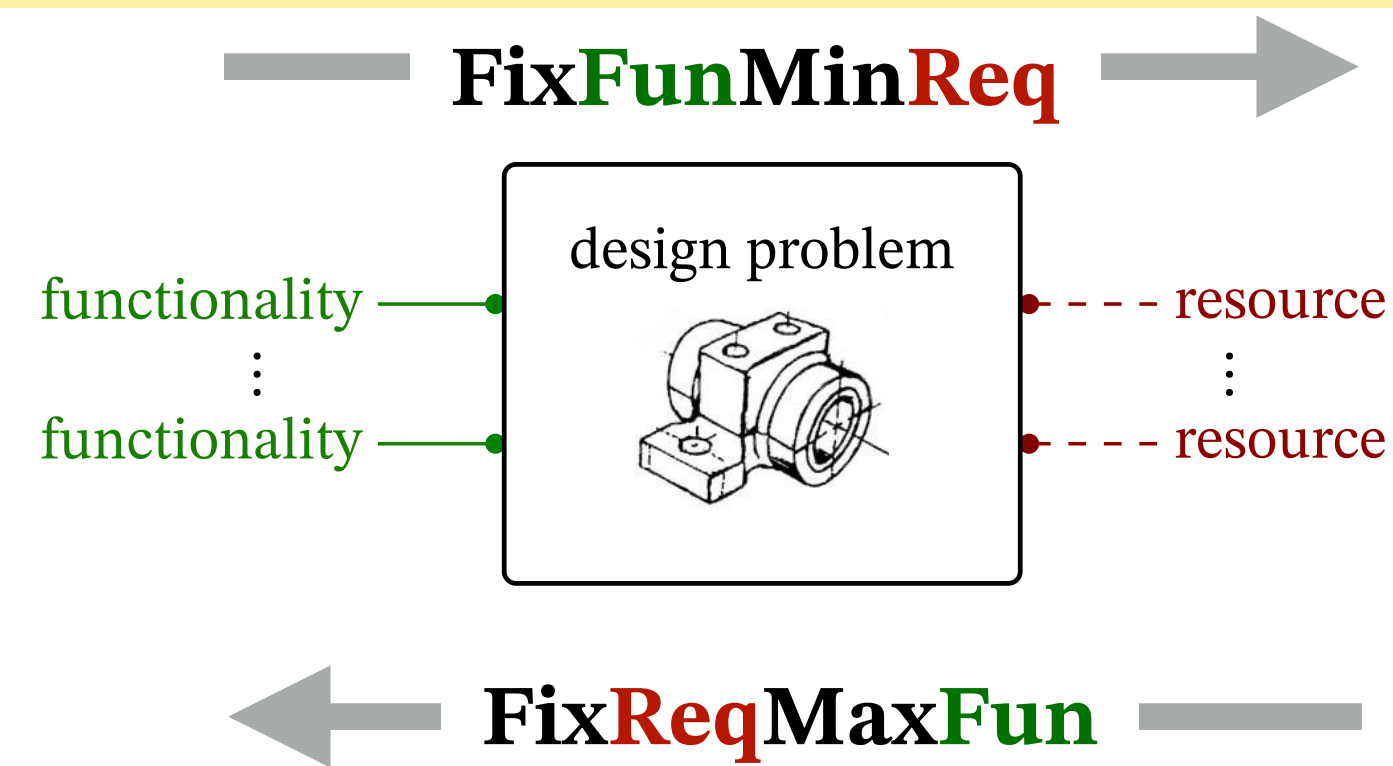 FixFunMinReq
design problem
functionality resource
⋮ ⋮
functionality resource
FixReqMaxFun